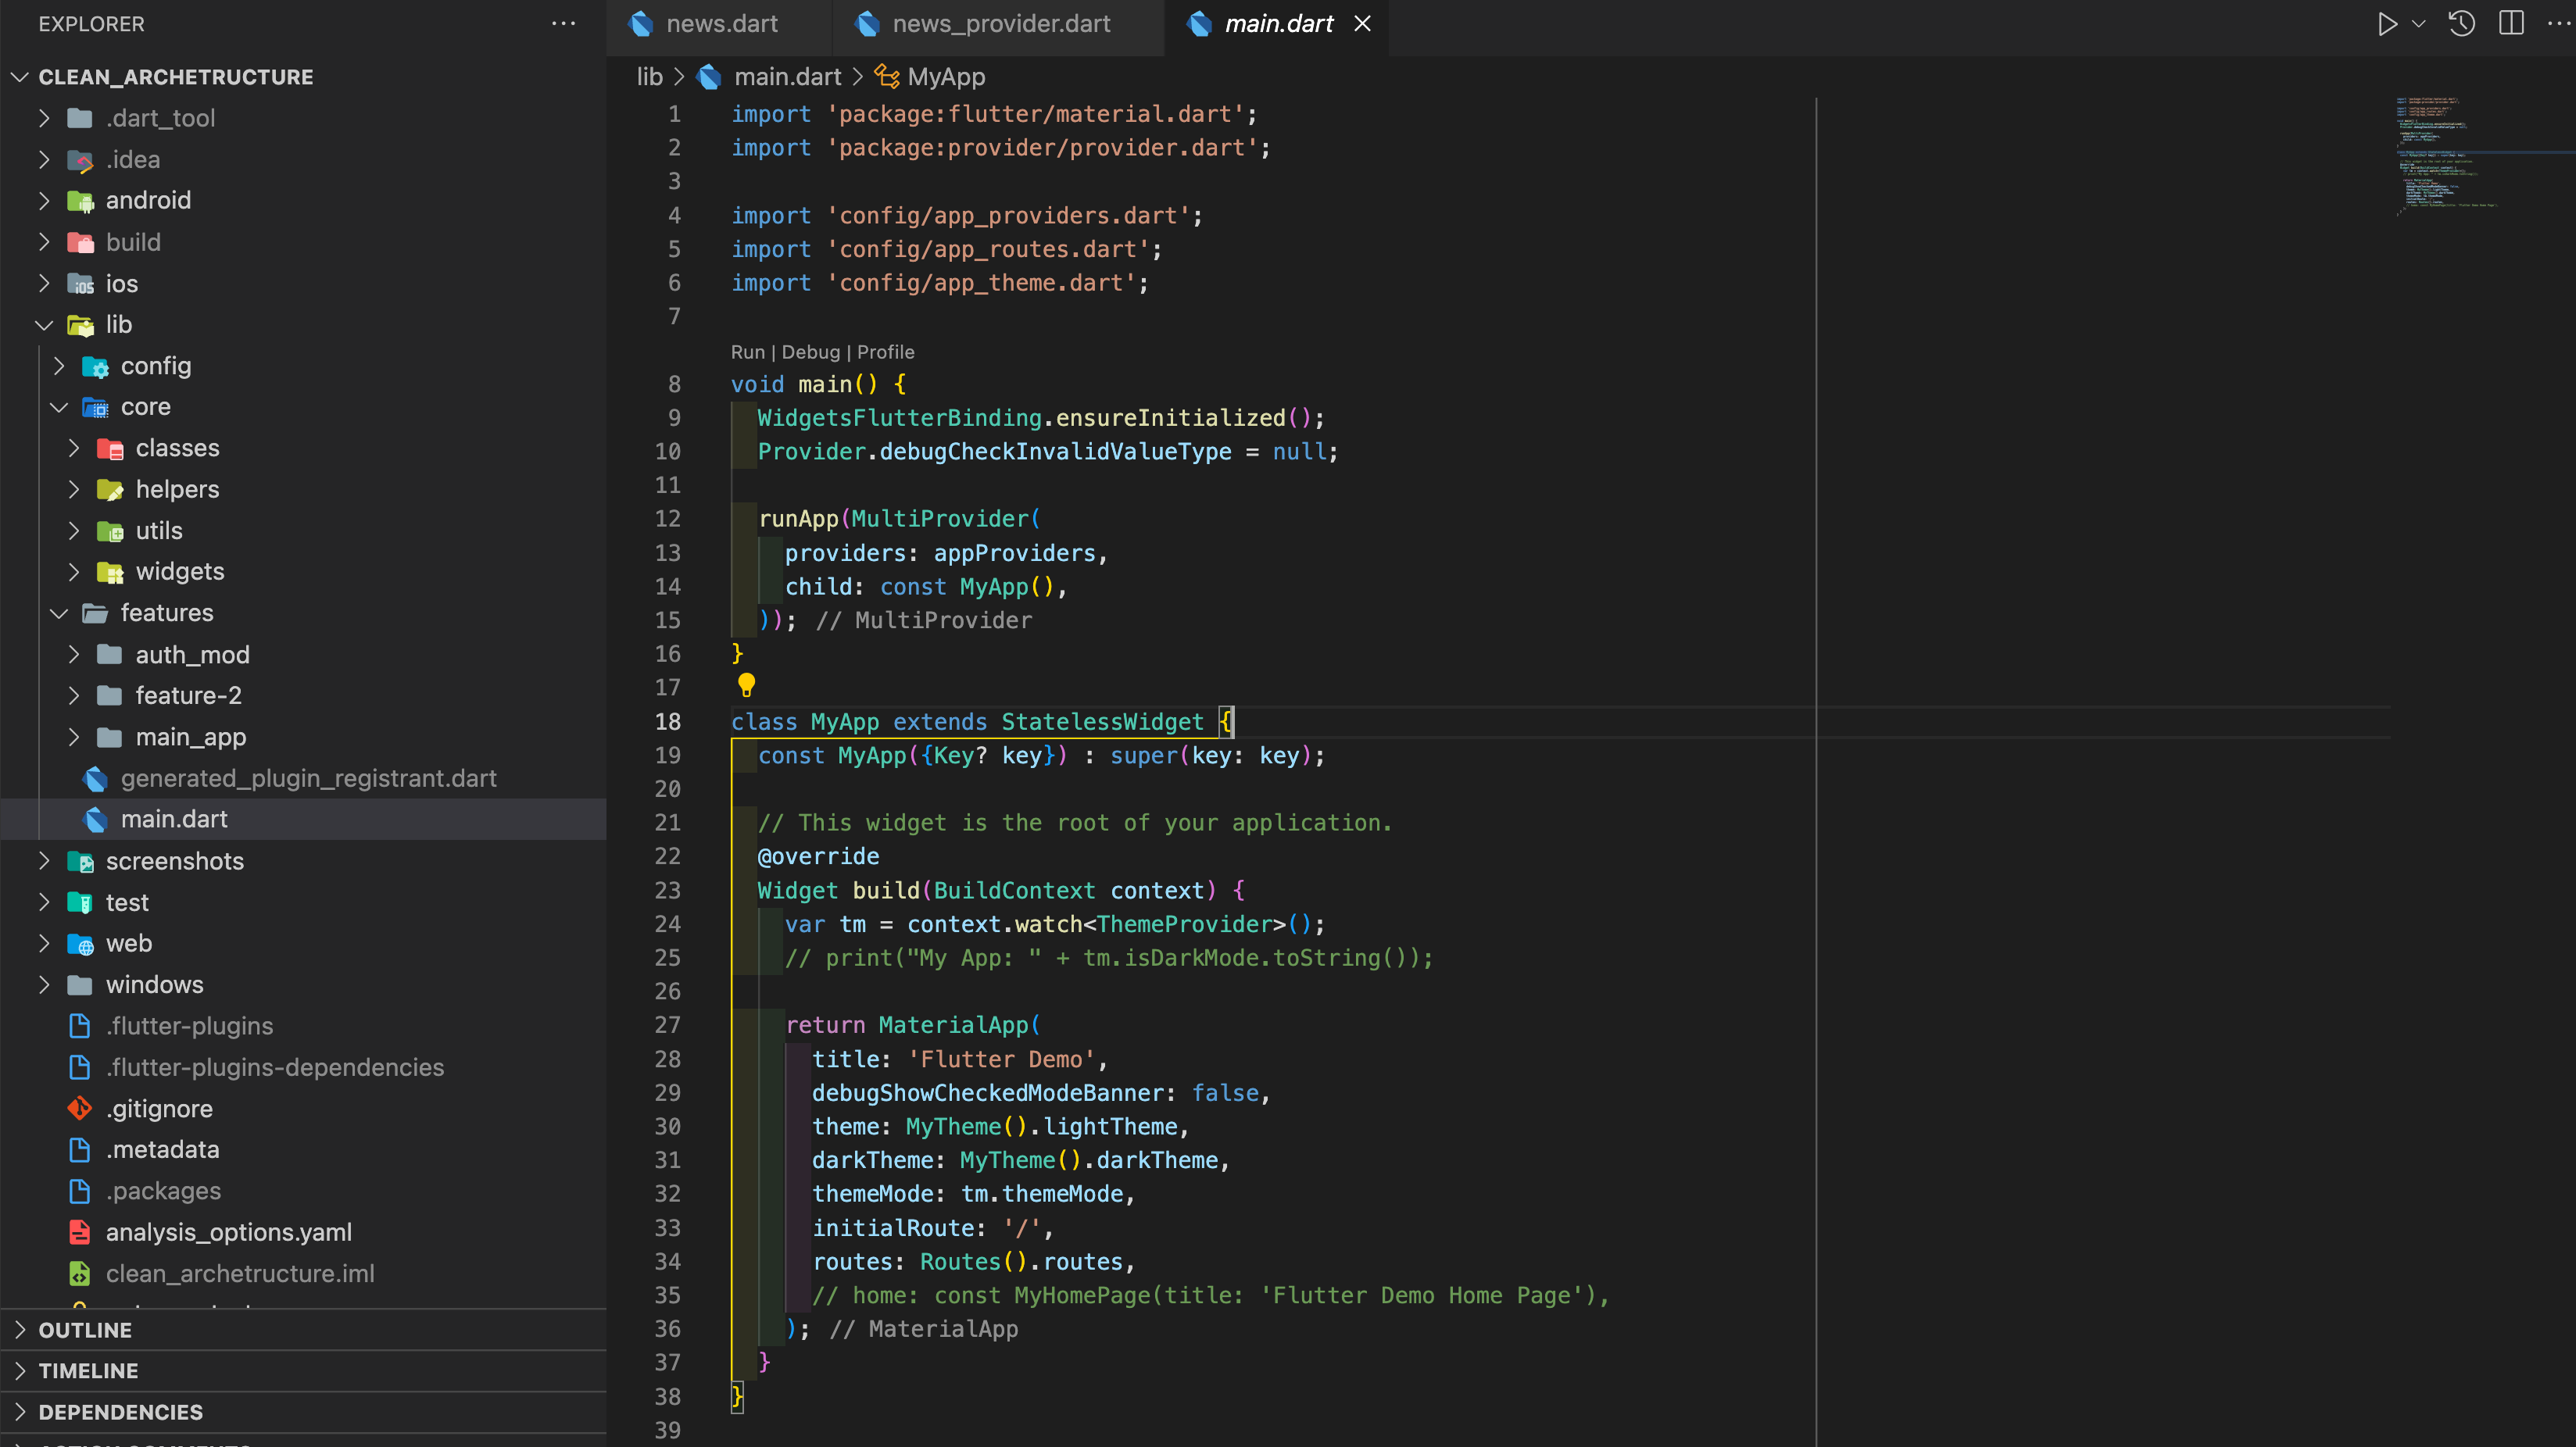 EXPLORER
CLEAN_ARCHETRUCTURE
.dart_tool
.idea
android
build
ios
lib
config
core
classes
helpers
utils
widgets
features
auth_mod
feature-2
main_app
generated_plugin_registrant.dart
main.dart
screenshots
test
web
windows
.flutter-plugins
.flutter-plugins-dependencies
.gitignore
.metadata
.packages
analysis_options.yaml
clean_archetructure.iml
OUTLINE
TIMELINE
DEPENDENCIES
news.dart news_provider.dart main.dart
lib > main.dart > MyApp
1 import 'package:flutter/material.dart';
2 import 'package:provider/provider.dart';
3
4 import 'config/app_providers.dart';
5 import 'config/app_routes.dart';
6 import 'config/app_theme.dart';
7
Run | Debug | Profile
8 void main() {
9 WidgetsFlutterBinding.ensureInitialized();
10 Provider.debugCheckInvalidValueType = null;
11
12 runApp(MultiProvider(
13 providers: appProviders,
14 child: const MyApp(),
15 )); // MultiProvider
16 }
17
18 class MyApp extends StatelessWidget {
19 const MyApp({Key? key}) : super(key: key);
20
21 // This widget is the root of your application.
22 @override
23 Widget build(BuildContext context) {
24 var tm = context.watch<ThemeProvider>();
25 // print("My App: " + tm.isDarkMode.toString());
26
27 return MaterialApp(
28 title: 'Flutter Demo',
29 debugShowCheckedModeBanner: false,
30 theme: MyTheme().lightTheme,
31 darkTheme: MyTheme().darkTheme,
32 themeMode: tm.themeMode,
33 initialRoute: '/',
34 routes: Routes().routes,
35 // home: const MyHomePage(title: 'Flutter Demo Home Page'),
36 ); // MaterialApp
37 }
38 }
39